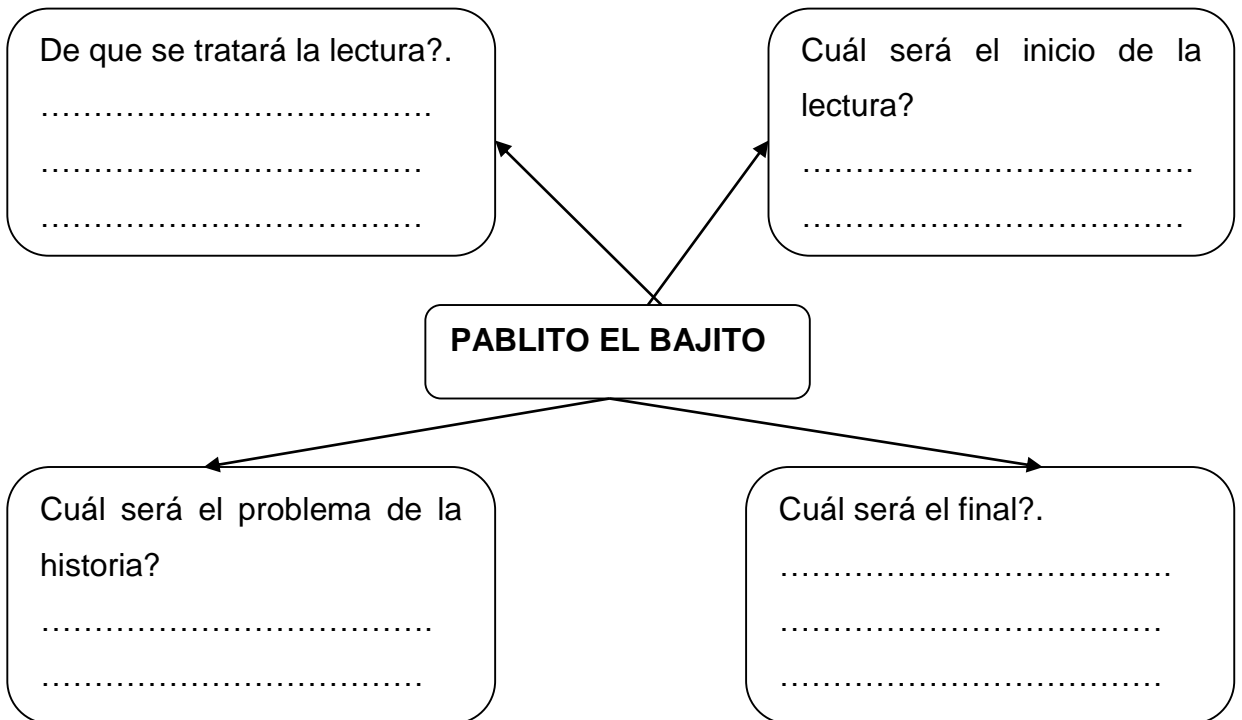 De que se tratará la lectura?.
………………………………
………………………………
………………………………
Cuál será el inicio de la
lectura?
………………………………
………………………………
PABLITO EL BAJITO
Cuál será el problema de la
historia?
………………………………
………………………………
Cuál será el final?.
………………………………
………………………………
………………………………